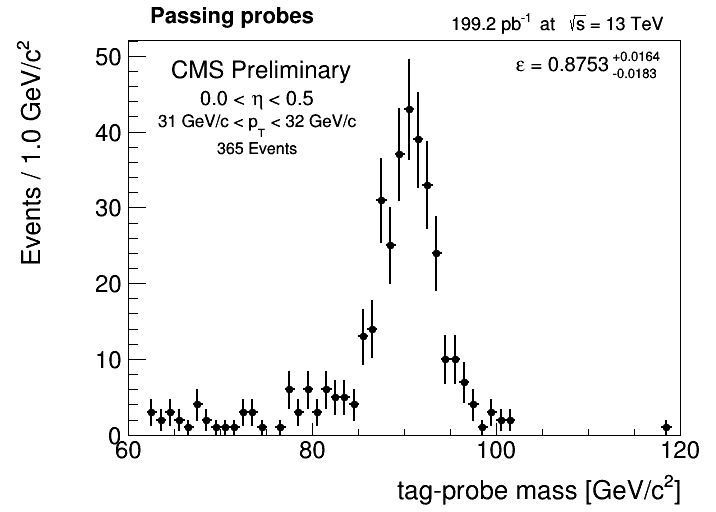 Passing probes
199.2 pb⁻¹ at √s = 13 TeV
CMS Preliminary
0.0 < η < 0.5
31 GeV/c < p_T < 32 GeV/c
365 Events
ε = 0.8753 +0.0164 -0.0183
Events / 1.0 GeV/c²
50
40
30
20
10
0
60 80 100 120
tag-probe mass [GeV/c²]